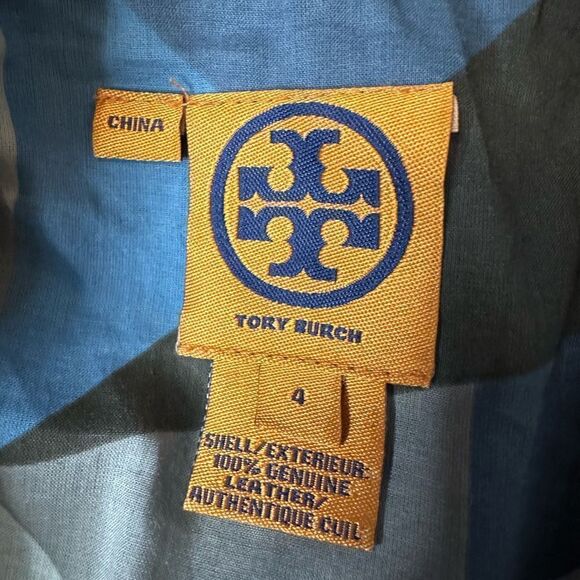 CHINA
TORY BURCH
4
SHELL/EXTERIEUR:
100% GENUINE
LEATHER/
AUTHENTIQUE CUIL